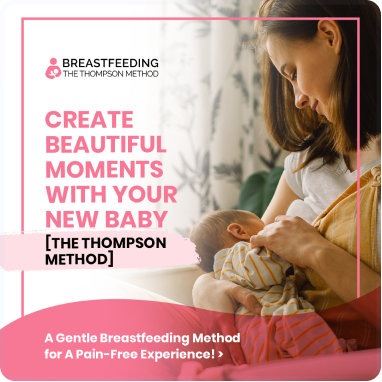 BREASTFEEDING
THE THOMPSON METHOD
CREATE
BEAUTIFUL
MOMENTS
WITH YOUR
NEW BABY
[THE THOMPSON
METHOD]
A Gentle Breastfeeding Method
for A Pain-Free Experience! >